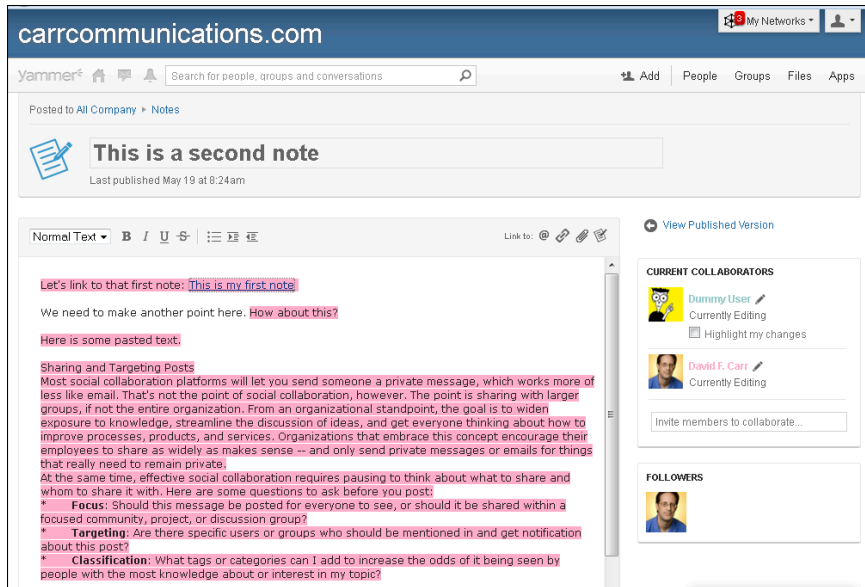 carrcommunications.com
3 My Networks
yammer Search for people, groups and conversations Add People Groups Files Apps
Posted to All Company ▸ Notes
This is a second note
Last published May 19 at 8:24am
Normal Text B I U S Link to: @
Let's link to that first note: This is my first note
We need to make another point here. How about this?
Here is some pasted text.
Sharing and Targeting Posts
Most social collaboration platforms will let you send someone a private message, which works more of
less like email. That's not the point of social collaboration, however. The point is sharing with larger
groups, if not the entire organization. From an organizational standpoint, the goal is to widen
exposure to knowledge, streamline the discussion of ideas, and get everyone thinking about how to
improve processes, products, and services. Organizations that embrace this concept encourage their
employees to share as widely as makes sense -- and only send private messages or emails for things
that really need to remain private.
At the same time, effective social collaboration requires pausing to think about what to share and
whom to share it with. Here are some questions to ask before you post:
* Focus: Should this message be posted for everyone to see, or should it be shared within a
focused community, project, or discussion group?
* Targeting: Are there specific users or groups who should be mentioned in and get notification
about this post?
* Classification: What tags or categories can I add to increase the odds of it being seen by
people with the most knowledge about or interest in my topic?
View Published Version
CURRENT COLLABORATORS
Dummy User
Currently Editing
Highlight my changes
David F. Carr
Currently Editing
Invite members to collaborate...
FOLLOWERS